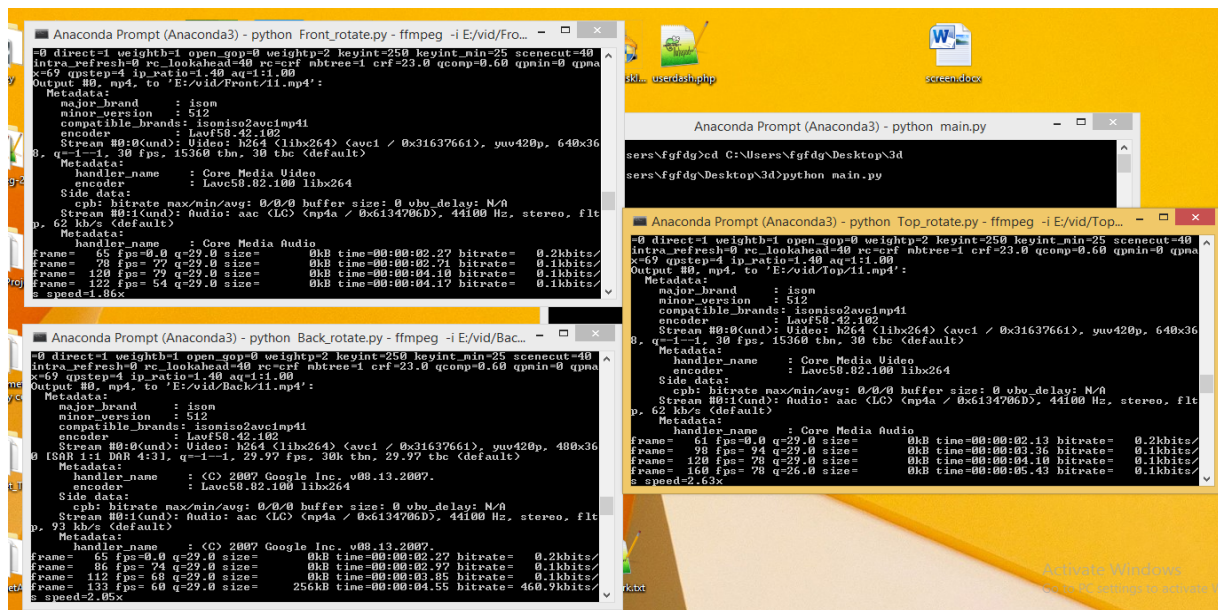 Anaconda Prompt (Anaconda3) - python Front_rotate.py - ffmpeg -i E:/vid/Fro...
=0 direct=1 weightb=1 open_gop=0 weightp=2 keyint=250 keyint_min=25 scenecut=40
intra_refresh=0 rc_lookahead=40 rc=crf mbtree=1 crf=23.0 qcomp=0.60 qpmin=0 qpma
x=69 qpstep=4 ip_ratio=1.40 aq=1:1.00
Output #0, mp4, to 'E:/vid/Front/11.mp4':
Metadata:
major_brand : isom
minor_version : 512
compatible_brands: isomiso2avc1mp41
encoder : Lavf58.42.102
Stream #0:0(und): Video: h264 (libx264) (avc1 / 0x31637661), yuv420p, 640x36
8, q=-1--1, 30 fps, 15360 tbn, 30 tbc (default)
Metadata:
handler_name : Core Media Video
encoder : Lavc58.82.100 libx264
Side data:
cpb: bitrate max/min/avg: 0/0/0 buffer size: 0 vbv_delay: N/A
Stream #0:1(und): Audio: aac (LC) (mp4a / 0x6134706D), 44100 Hz, stereo, flt
p, 62 kb/s (default)
Metadata:
handler_name : Core Media Audio
frame= 65 fps=0.0 q=29.0 size= 0kB time=00:00:02.27 bitrate= 0.2kbits/
frame= 78 fps= 77 q=29.0 size= 0kB time=00:00:02.71 bitrate= 0.1kbits/
frame= 120 fps= 79 q=29.0 size= 0kB time=00:00:04.10 bitrate= 0.1kbits/
frame= 122 fps= 54 q=29.0 size= 0kB time=00:00:04.17 bitrate= 0.1kbits/
s speed=1.86x
userdash.php
screen.docx
Anaconda Prompt (Anaconda3) - python main.py
sers\fgfdg>cd C:\Users\fgfdg\Desktop\3d
sers\fgfdg\Desktop\3d>python main.py
Anaconda Prompt (Anaconda3) - python Top_rotate.py - ffmpeg -i E:/vid/Top...
=0 direct=1 weightb=1 open_gop=0 weightp=2 keyint=250 keyint_min=25 scenecut=40
intra_refresh=0 rc_lookahead=40 rc=crf mbtree=1 crf=23.0 qcomp=0.60 qpmin=0 qpma
x=69 qpstep=4 ip_ratio=1.40 aq=1:1.00
Output #0, mp4, to 'E:/vid/Top/11.mp4':
Metadata:
major_brand : isom
minor_version : 512
compatible_brands: isomiso2avc1mp41
encoder : Lavf58.42.102
Stream #0:0(und): Video: h264 (libx264) (avc1 / 0x31637661), yuv420p, 640x36
8, q=-1--1, 30 fps, 15360 tbn, 30 tbc (default)
Metadata:
handler_name : Core Media Video
encoder : Lavc58.82.100 libx264
Side data:
cpb: bitrate max/min/avg: 0/0/0 buffer size: 0 vbv_delay: N/A
Stream #0:1(und): Audio: aac (LC) (mp4a / 0x6134706D), 44100 Hz, stereo, flt
p, 62 kb/s (default)
Metadata:
handler_name : Core Media Audio
frame= 61 fps=0.0 q=29.0 size= 0kB time=00:00:02.13 bitrate= 0.2kbits/
frame= 98 fps= 94 q=29.0 size= 0kB time=00:00:03.36 bitrate= 0.1kbits/
frame= 120 fps= 78 q=29.0 size= 0kB time=00:00:04.10 bitrate= 0.1kbits/
frame= 160 fps= 78 q=26.0 size= 0kB time=00:00:05.43 bitrate= 0.1kbits/
s speed=2.63x
Anaconda Prompt (Anaconda3) - python Back_rotate.py - ffmpeg -i E:/vid/Bac...
=0 direct=1 weightb=1 open_gop=0 weightp=2 keyint=250 keyint_min=25 scenecut=40
intra_refresh=0 rc_lookahead=40 rc=crf mbtree=1 crf=23.0 qcomp=0.60 qpmin=0 qpma
x=69 qpstep=4 ip_ratio=1.40 aq=1:1.00
Output #0, mp4, to 'E:/vid/Back/11.mp4':
Metadata:
major_brand : isom
minor_version : 512
compatible_brands: isomiso2avc1mp41
encoder : Lavf58.42.102
Stream #0:0(und): Video: h264 (libx264) (avc1 / 0x31637661), yuv420p, 480x36
0 [SAR 1:1 DAR 4:3], q=-1--1, 29.97 fps, 30k tbn, 29.97 tbc (default)
Metadata:
handler_name : (C) 2007 Google Inc. v08.13.2007.
encoder : Lavc58.82.100 libx264
Side data:
cpb: bitrate max/min/avg: 0/0/0 buffer size: 0 vbv_delay: N/A
Stream #0:1(und): Audio: aac (LC) (mp4a / 0x6134706D), 44100 Hz, stereo, flt
p, 93 kb/s (default)
Metadata:
handler_name : (C) 2007 Google Inc. v08.13.2007.
frame= 65 fps=0.0 q=29.0 size= 0kB time=00:00:02.27 bitrate= 0.2kbits/
frame= 86 fps= 74 q=29.0 size= 0kB time=00:00:02.97 bitrate= 0.1kbits/
frame= 112 fps= 68 q=29.0 size= 0kB time=00:00:03.85 bitrate= 0.1kbits/
frame= 133 fps= 60 q=29.0 size= 256kB time=00:00:04.55 bitrate= 460.9kbits/
s speed=2.05x
rk.txt
Activate Windows
PC settings to activate